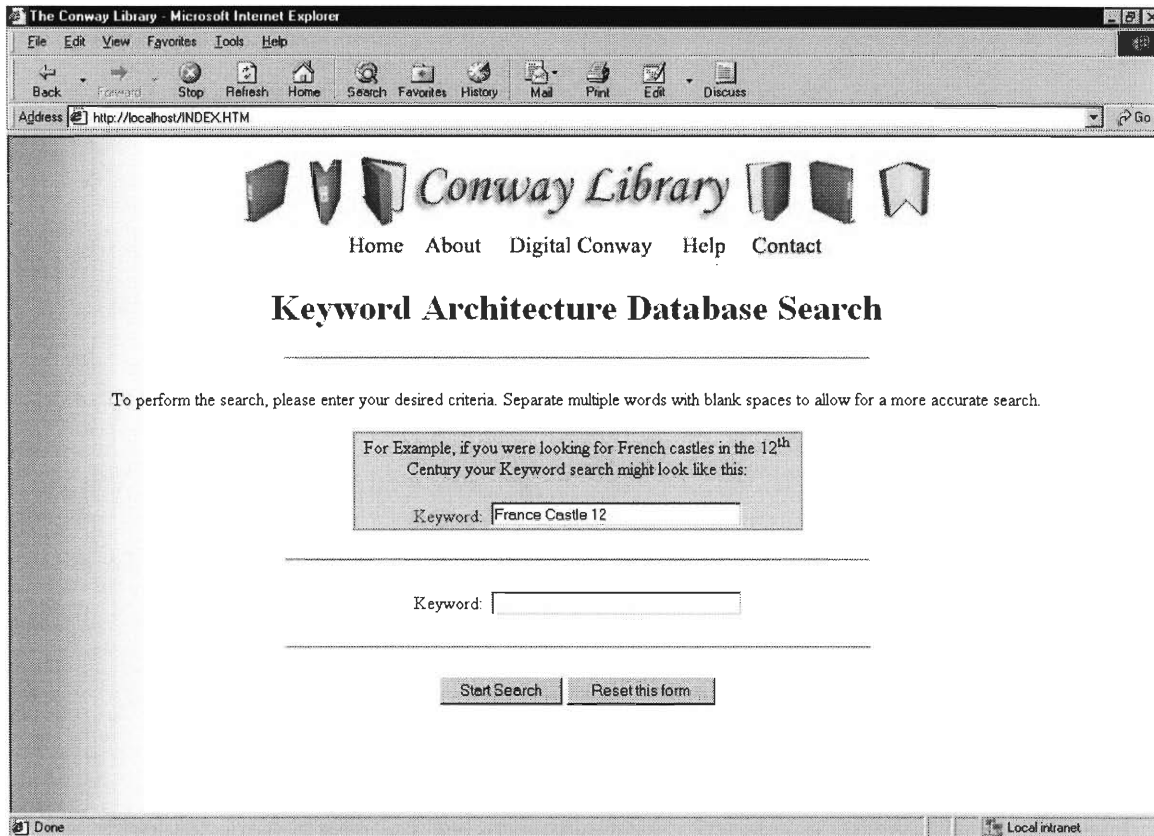 The Conway Library - Microsoft Internet Explorer
File Edit View Favorites Tools Help
Back Forward Stop Refresh Home Search Favorites History Mail Print Edit Discuss
Address http://localhost/INDEX.HTM Go
Conway Library
Home About Digital Conway Help Contact
Keyword Architecture Database Search
To perform the search, please enter your desired criteria. Separate multiple words with blank spaces to allow for a more accurate search.
For Example, if you were looking for French castles in the 12th
Century your Keyword search might look like this:
Keyword: France Castle 12
Keyword:
Start Search Reset this form
Done Local intranet